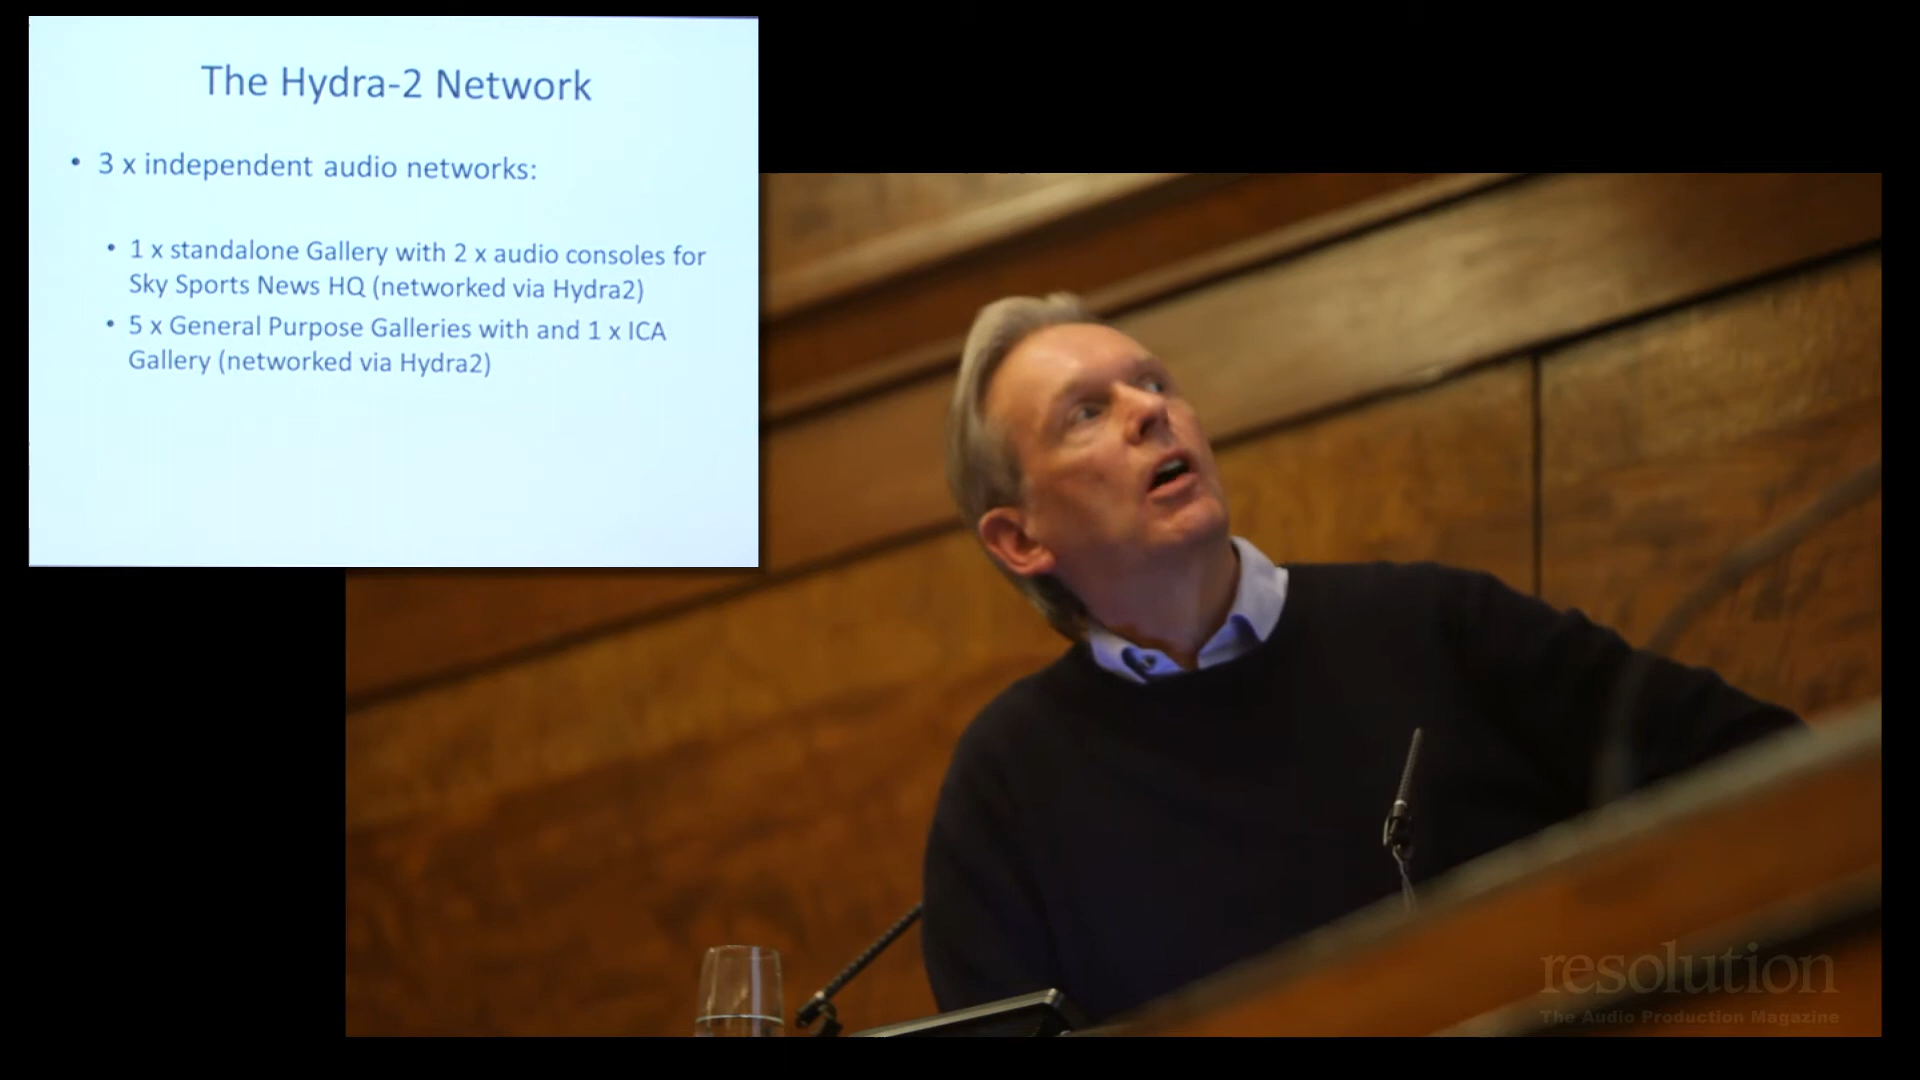 The Hydra-2 Network
• 3 x independent audio networks:
• 1 x standalone Gallery with 2 x audio consoles for
Sky Sports News HQ (networked via Hydra2)
• 5 x General Purpose Galleries with and 1 x ICA
Gallery (networked via Hydra2)
resolution
The Audio Production Magazine